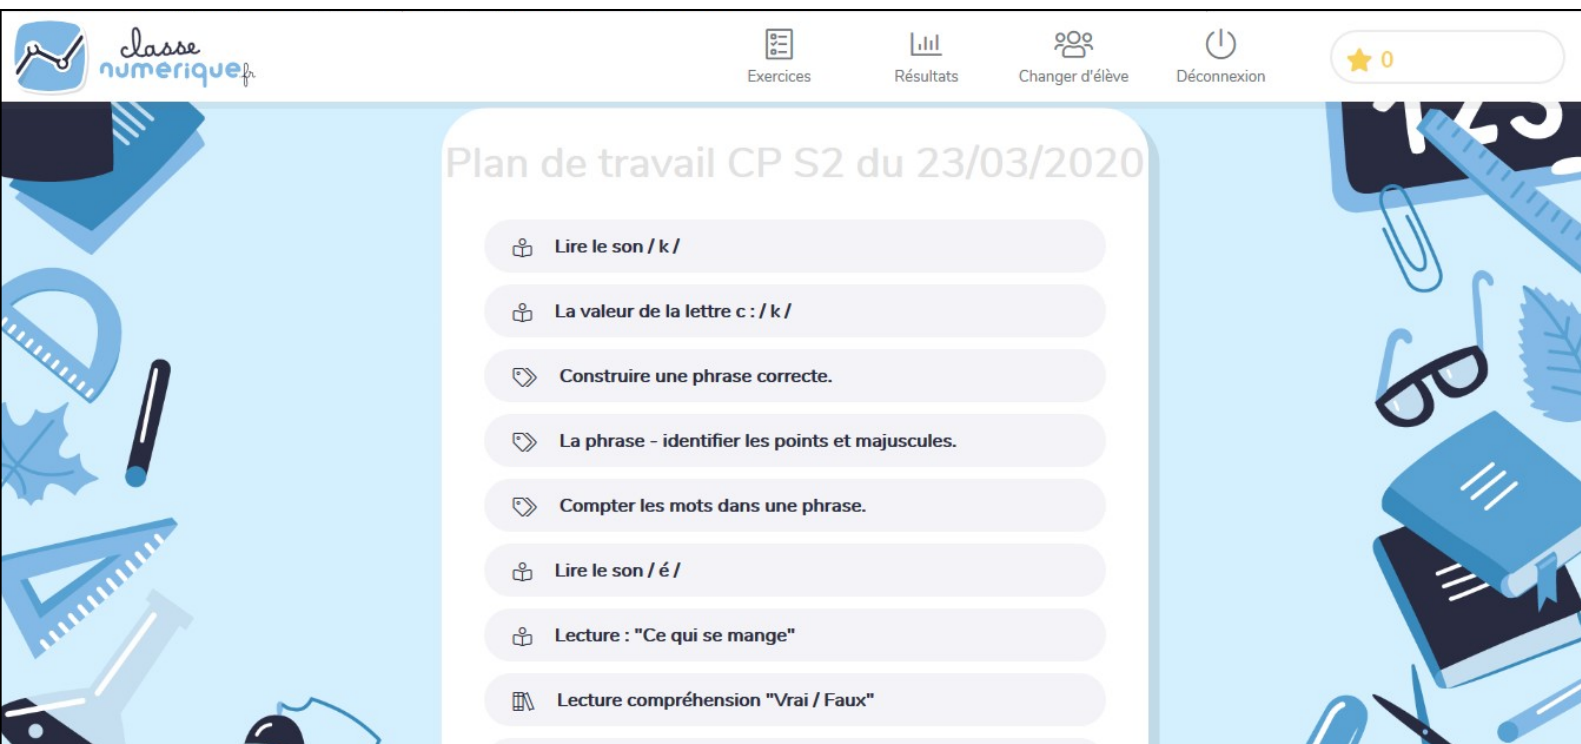 classe
numérique.fr
Exercices
Résultats
Changer d'élève
Déconnexion
0
123
Plan de travail CP S2 du 23/03/2020
Lire le son / k /
La valeur de la lettre c : / k /
Construire une phrase correcte.
La phrase - identifier les points et majuscules.
Compter les mots dans une phrase.
Lire le son / é /
Lecture : "Ce qui se mange"
Lecture compréhension "Vrai / Faux"